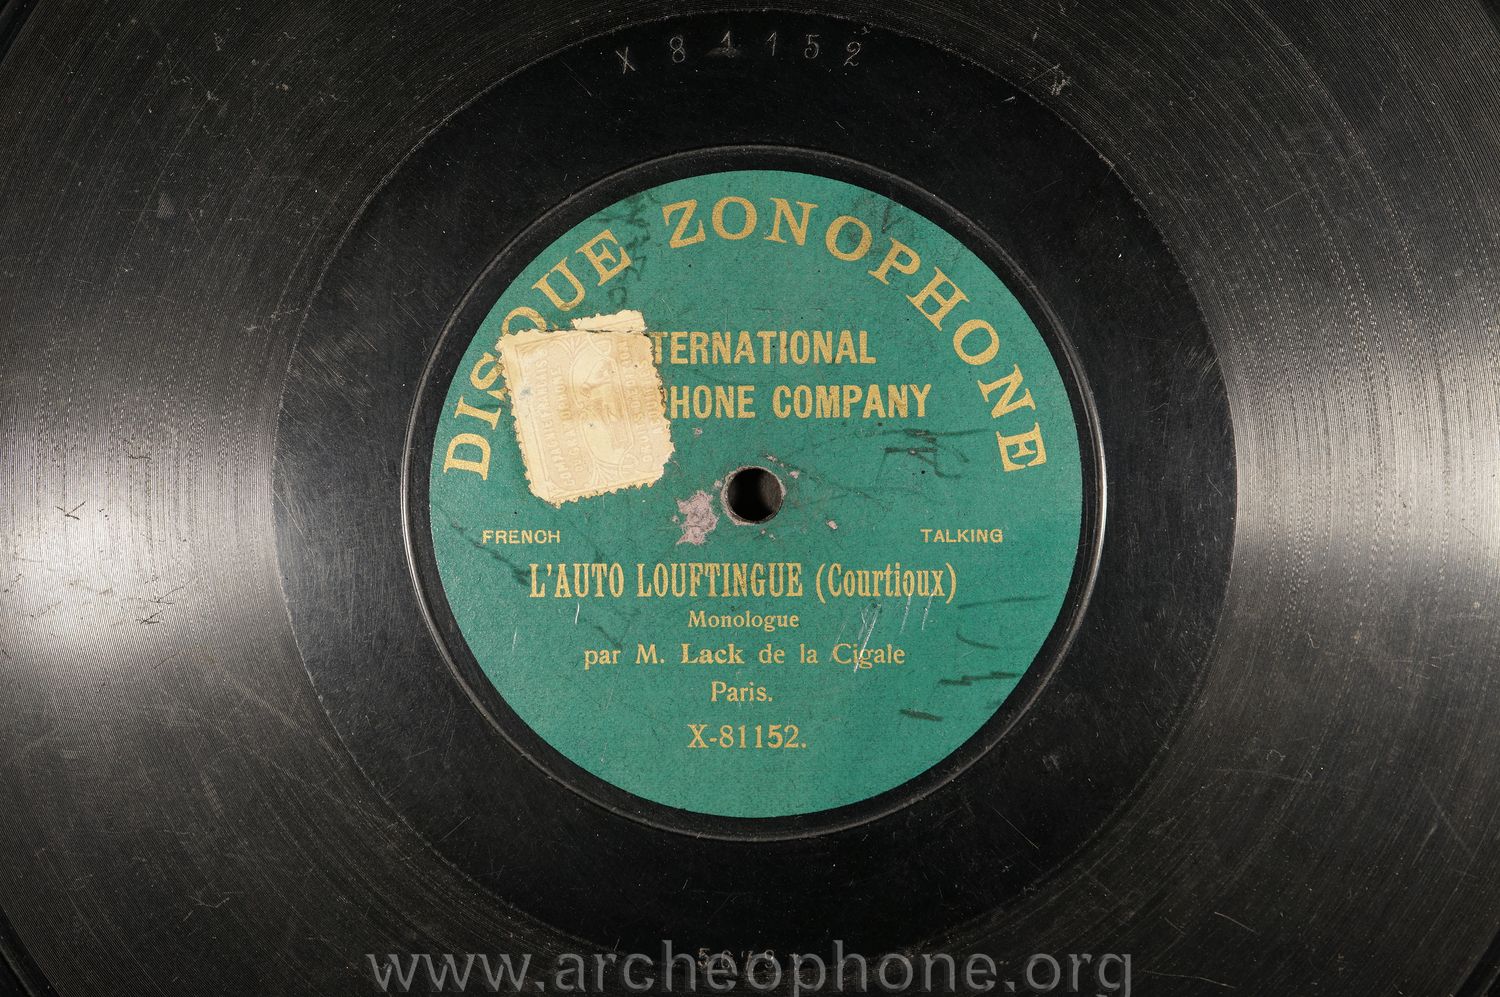 X 81152
DISQUE ZONOPHONE
TERNATIONAL
HONE COMPANY
FRENCH TALKING
L'AUTO LOUFTINGUE (Courtioux)
Monologue
par M. Lack de la Cigale
Paris.
X-81152.
www.archeophone.org